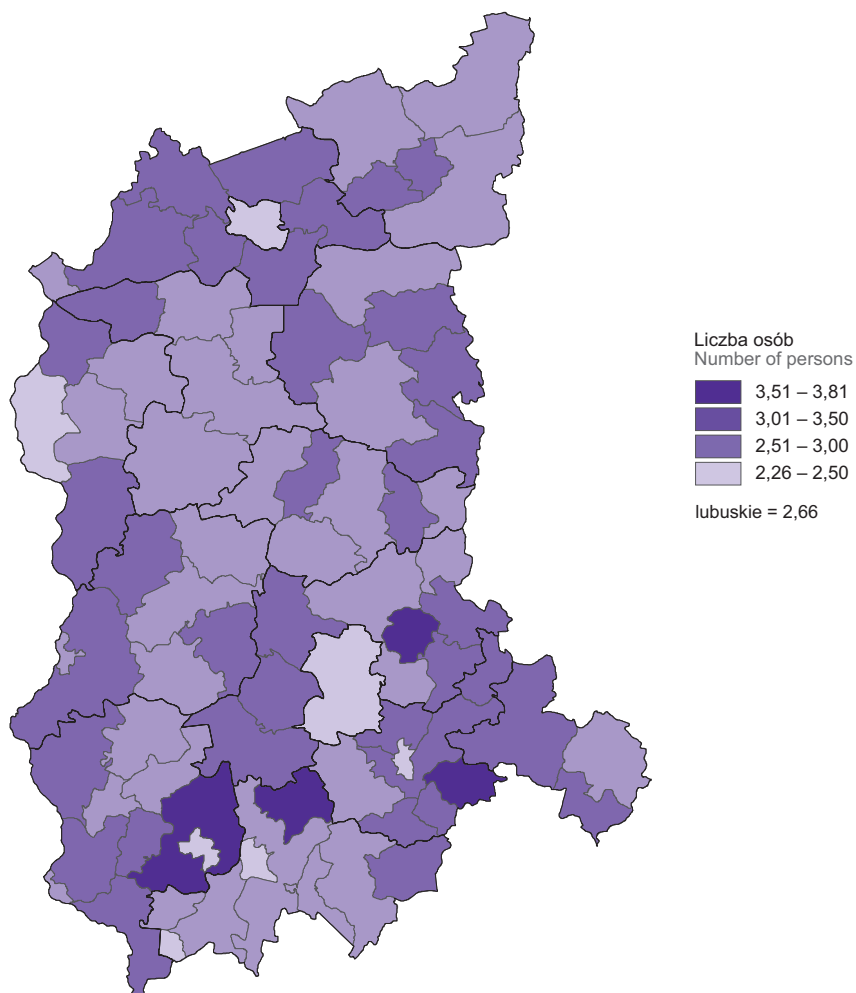 Liczba osób
Number of persons
3,51 – 3,81
3,01 – 3,50
2,51 – 3,00
2,26 – 2,50
lubuskie = 2,66